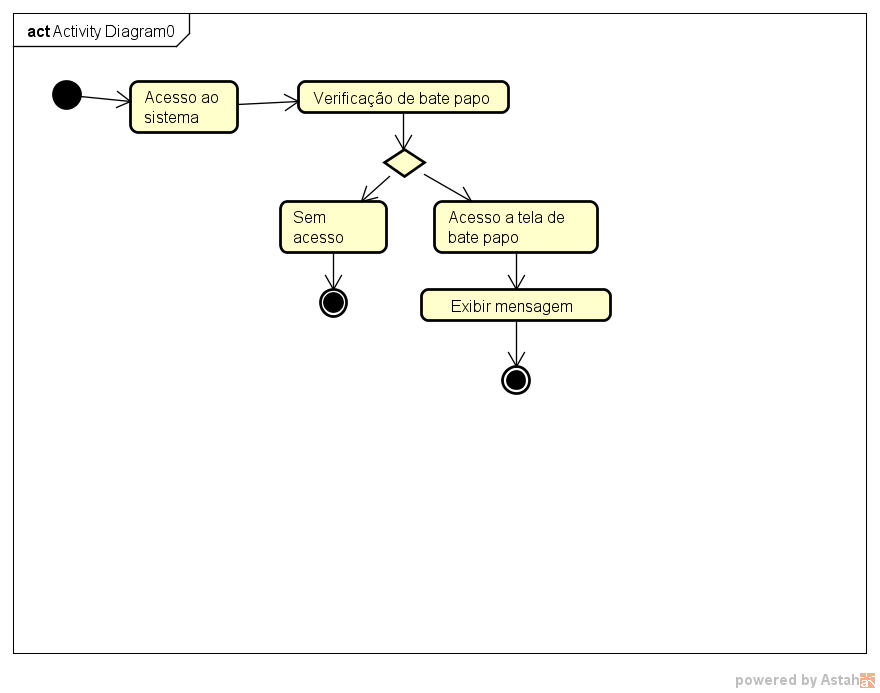 act Activity Diagram0
Acesso ao
sistema
Verificação de bate papo
Sem
acesso
Acesso a tela de
bate papo
Exibir mensagem
powered by Astah